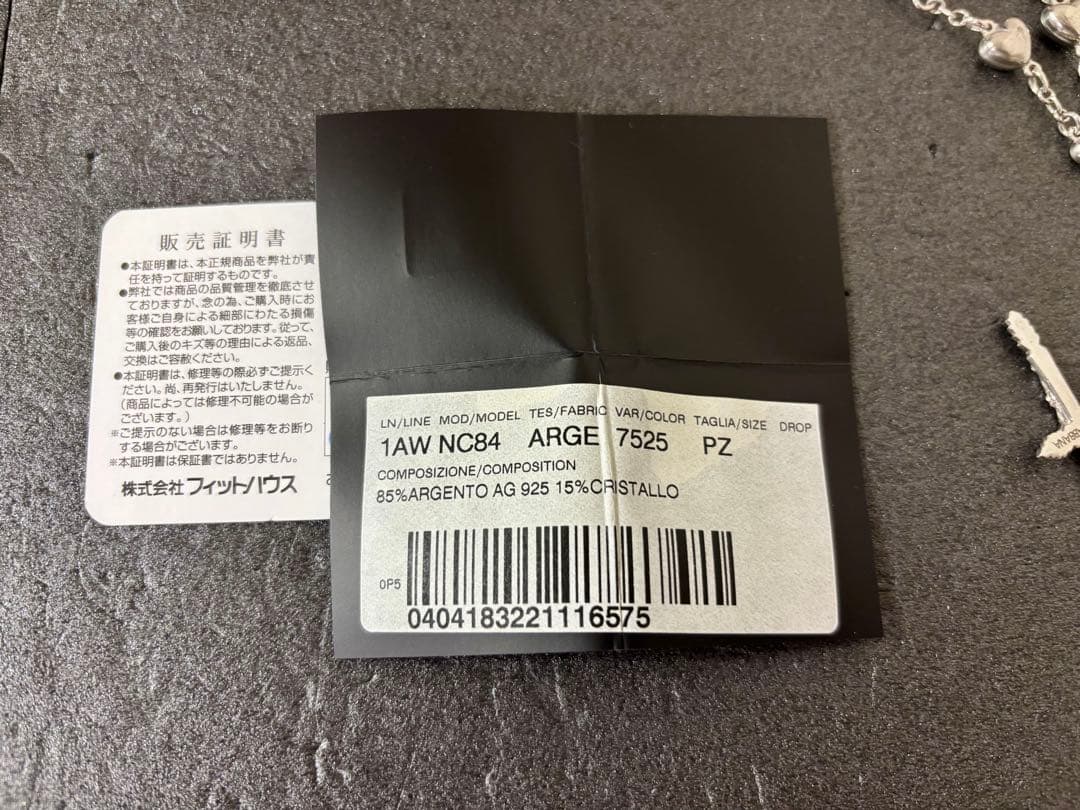 販売証明書
●本証明書は、本正規商品を弊社が責
任を持って証明するものです。
●弊社では商品の品質管理を徹底させ
ておりますが、念の為、ご購入時にお
客様ご自身による細部にわたる損傷
等の確認をお願いしております。従って、
ご購入後のキズ等の理由による返品、
交換はご容赦ください。
●本証明書は、修理等の際必ずご提示く
ださい。尚、再発行はいたしません。
(商品によっては修理不可能の場合が
ございます。)
※ご提示のない場合は修理等をお断り
する場合がございます。
※本証明書は保証書ではありません。
株式会社フィットハウス
LN/LINE MOD/MODEL TES/FABRIC VAR/COLOR TAGLIA/SIZE DROP
1AW NC84 ARGE 7525 PZ
COMPOSIZIONE/COMPOSITION
85%ARGENTO AG 925 15%CRISTALLO
0P5
0404183221116575